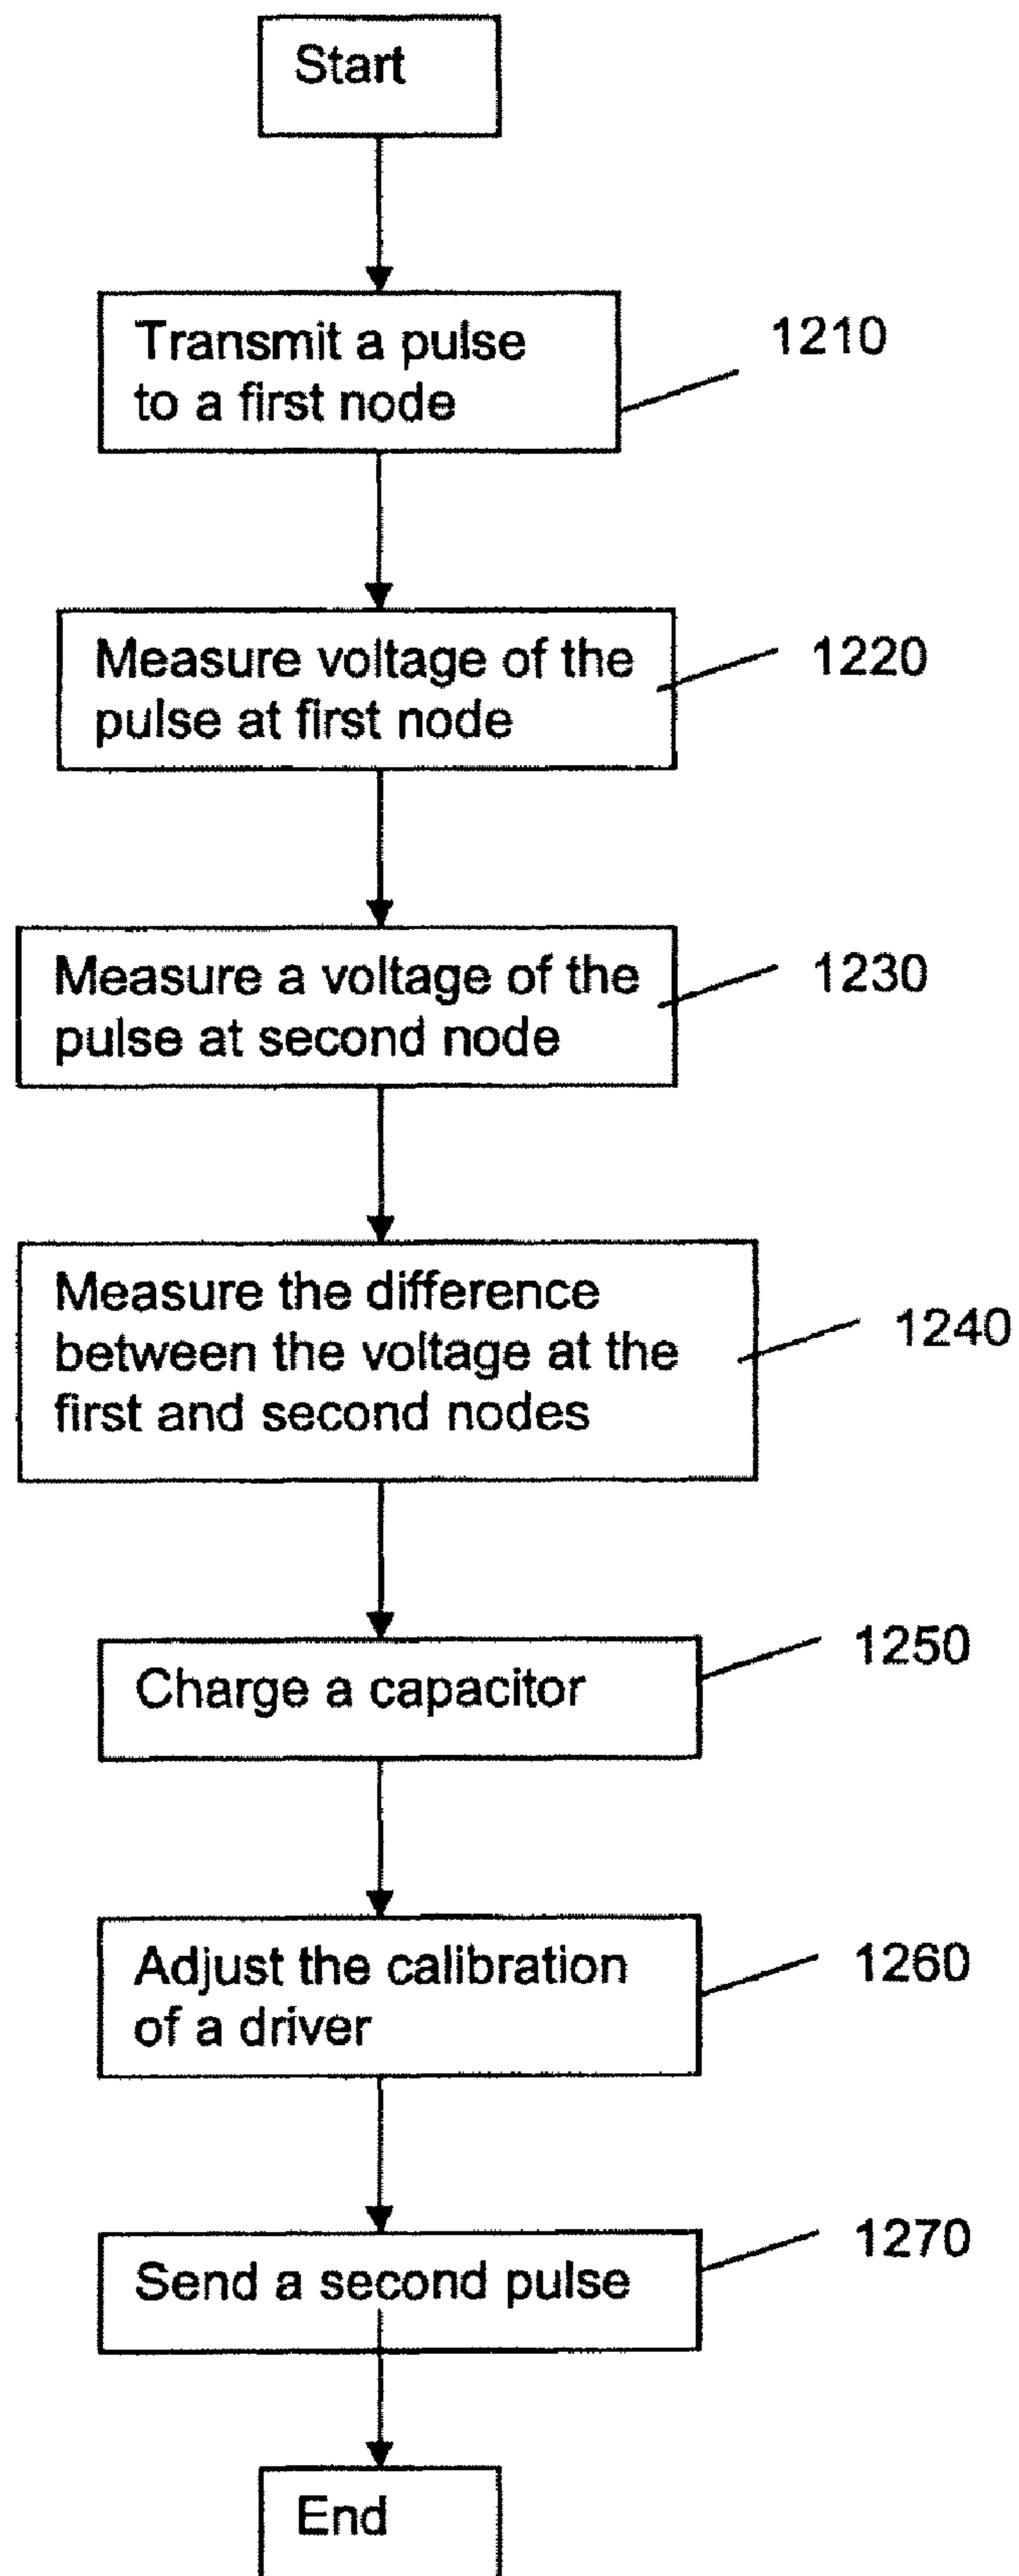 Start
Transmit a pulse
to a first node
1210
Measure voltage of the
pulse at first node
1220
Measure a voltage of the
pulse at second node
1230
Measure the difference
between the voltage at the
first and second nodes
1240
Charge a capacitor
1250
Adjust the calibration
of a driver
1260
Send a second pulse
1270
End